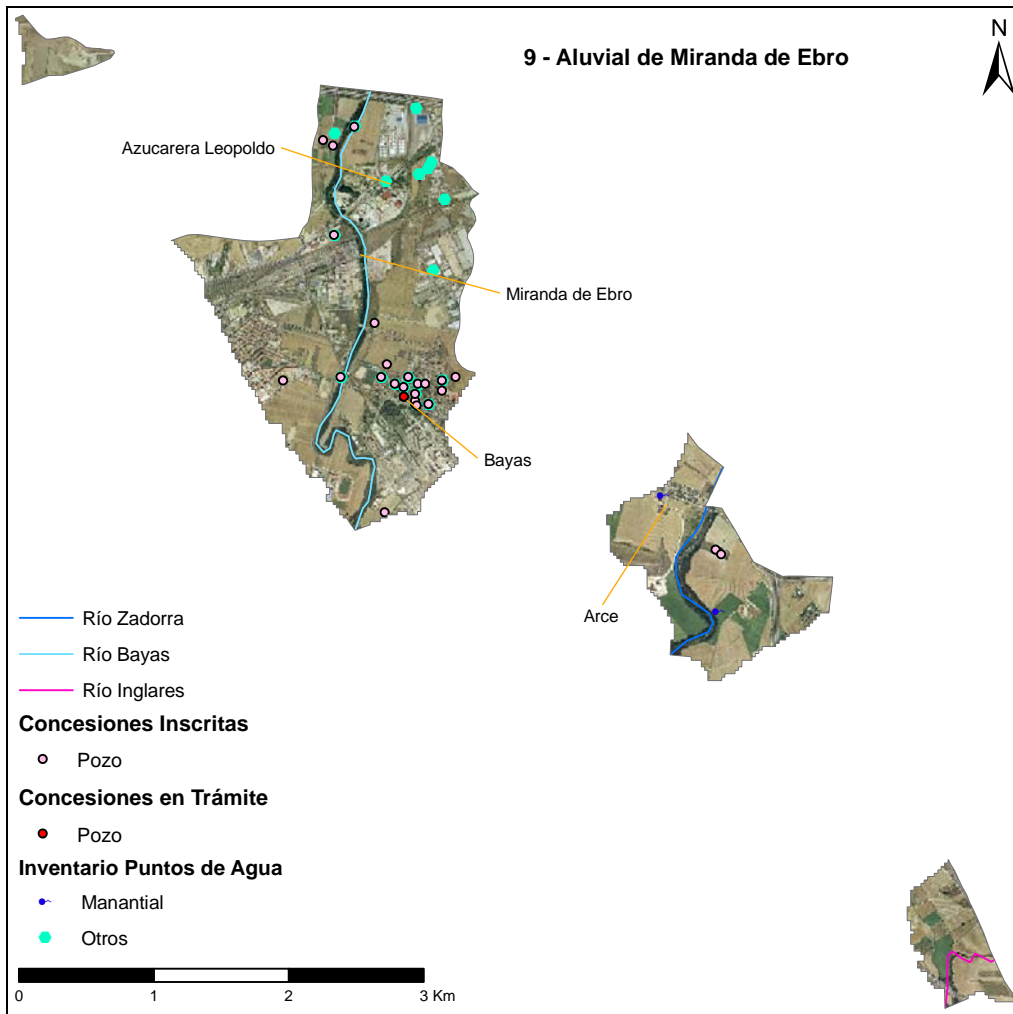 9 - Aluvial de Miranda de Ebro
N
Azucarera Leopoldo
Miranda de Ebro
Bayas
Arce
Río Zadorra
Río Bayas
Río Inglares
Concesiones Inscritas
Pozo
Concesiones en Trámite
Pozo
Inventario Puntos de Agua
Manantial
Otros
0 1 2 3 Km